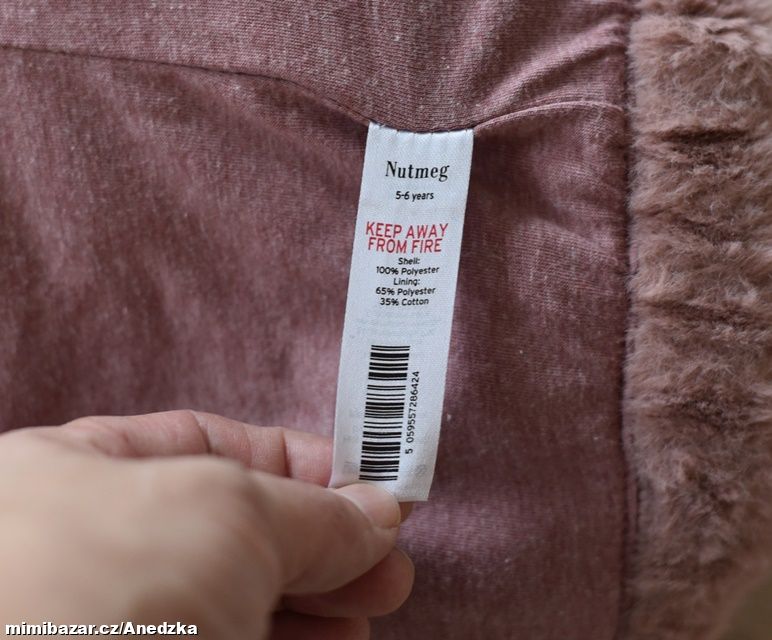 Nutmeg
5-6 years
KEEP AWAY
FROM FIRE
Shell:
100% Polyester
Lining:
65% Polyester
35% Cotton
5 059557286424
mimibazar.cz/Anedzka